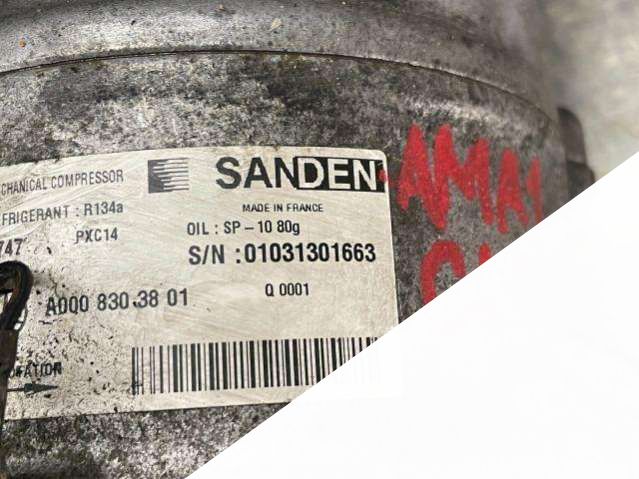 CHANICAL COMPRESSOR
SANDEN
FRIGERANT : R134a
MADE IN FRANCE
747
PXC14
OIL : SP-10 80g
S/N : 01031301663
A000 830 38 01
Q 0001